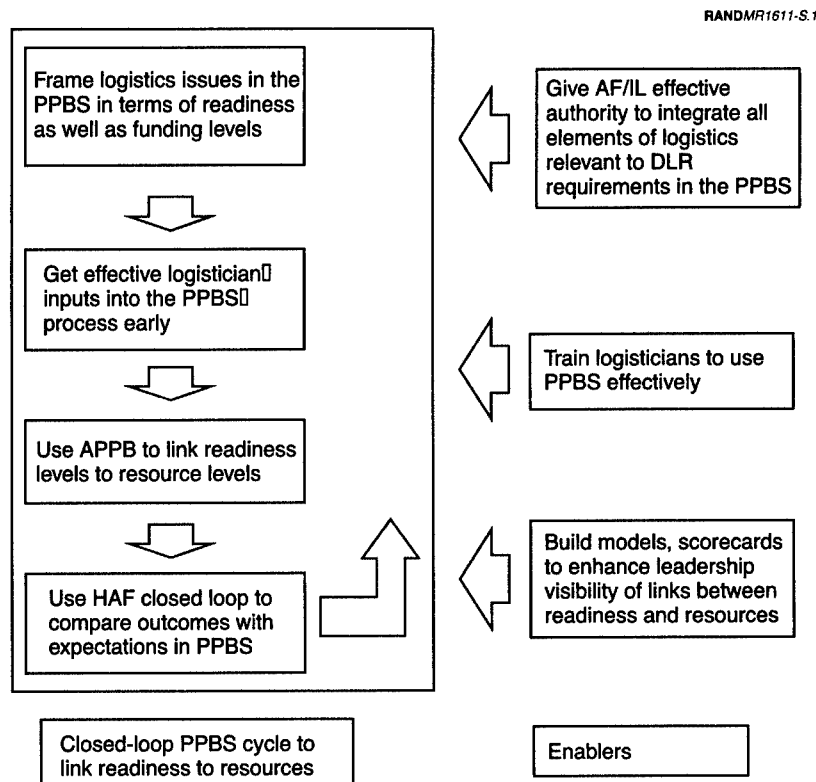 RANDMR1611-S.1
Frame logistics issues in the
PPBS in terms of readiness
as well as funding levels
Give AF/IL effective
authority to integrate all
elements of logistics
relevant to DLR
requirements in the PPBS
Get effective logistician▯
inputs into the PPBS▯
process early
Train logisticians to use
PPBS effectively
Use APPB to link readiness
levels to resource levels
Use HAF closed loop to
compare outcomes with
expectations in PPBS
Build models, scorecards
to enhance leadership
visibility of links between
readiness and resources
Closed-loop PPBS cycle to
link readiness to resources
Enablers